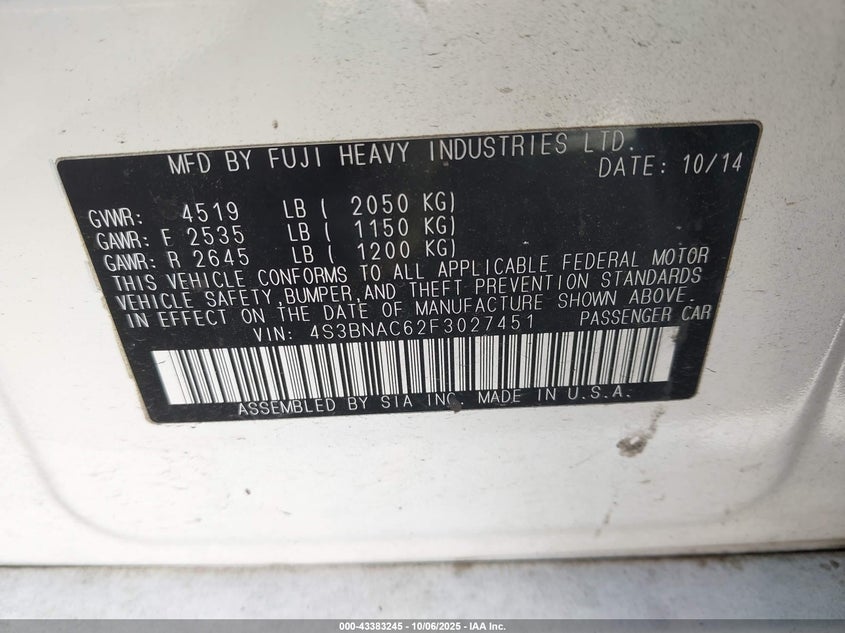 MFD BY FUJI HEAVY INDUSTRIES LTD.
DATE: 10/14
GVWR: 4519 LB ( 2050 KG)
GAWR: F 2535 LB ( 1150 KG)
GAWR: R 2645 LB ( 1200 KG)
THIS VEHICLE CONFORMS TO ALL APPLICABLE FEDERAL MOTOR
VEHICLE SAFETY,BUMPER,AND THEFT PREVENTION STANDARDS
IN EFFECT ON THE DATE OF MANUFACTURE SHOWN ABOVE.
VIN: 4S3BNAC62F3027451 PASSENGER CAR
ASSEMBLED BY SIA INC. MADE IN U.S.A.
000-43383245 - 10/06/2025 - IAA Inc.